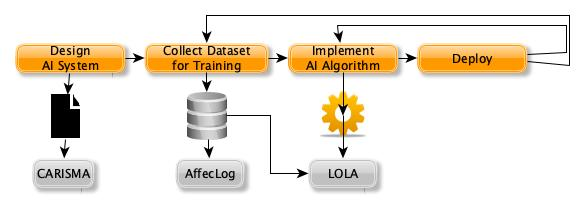 Design
AI System
Collect Dataset
for Training
Implement
AI Algorithm
Deploy
CARISMA
AffecLog
LOLA